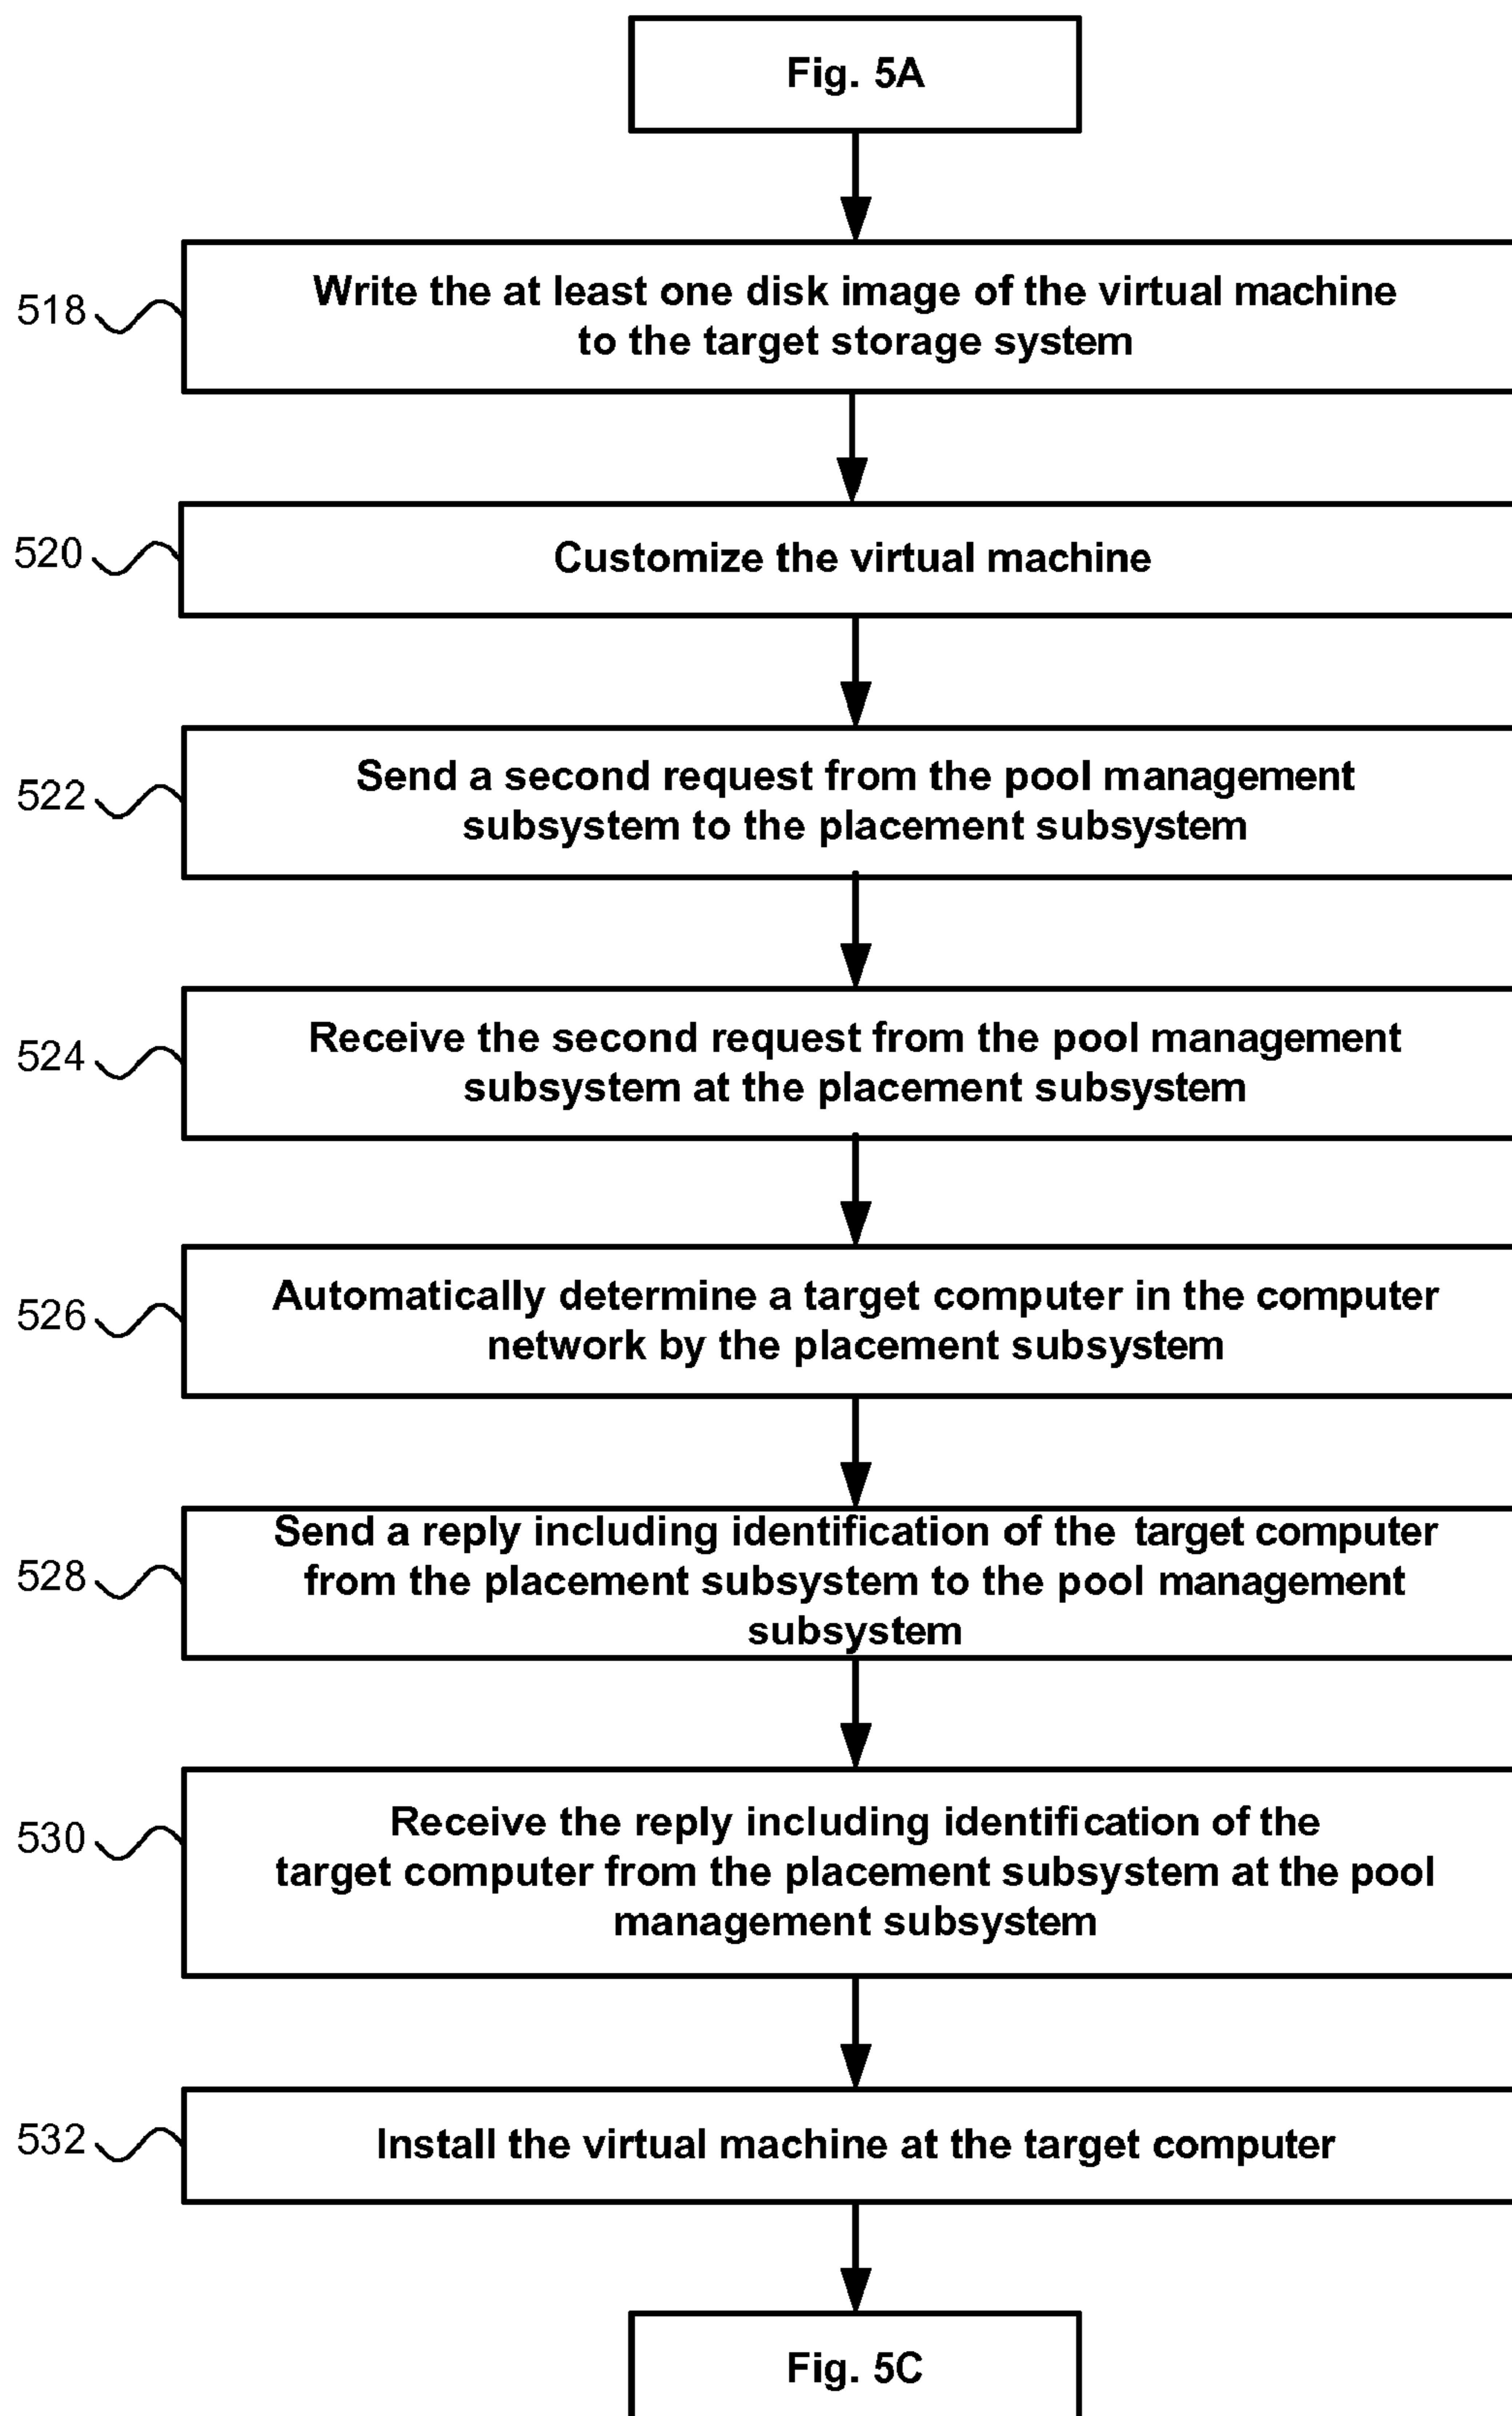 Fig. 5A
518
Write the at least one disk image of the virtual machine
to the target storage system
520
Customize the virtual machine
522
Send a second request from the pool management
subsystem to the placement subsystem
524
Receive the second request from the pool management
subsystem at the placement subsystem
526
Automatically determine a target computer in the computer
network by the placement subsystem
528
Send a reply including identification of the target computer
from the placement subsystem to the pool management
subsystem
530
Receive the reply including identification of the
target computer from the placement subsystem at the pool
management subsystem
532
Install the virtual machine at the target computer
Fig. 5C